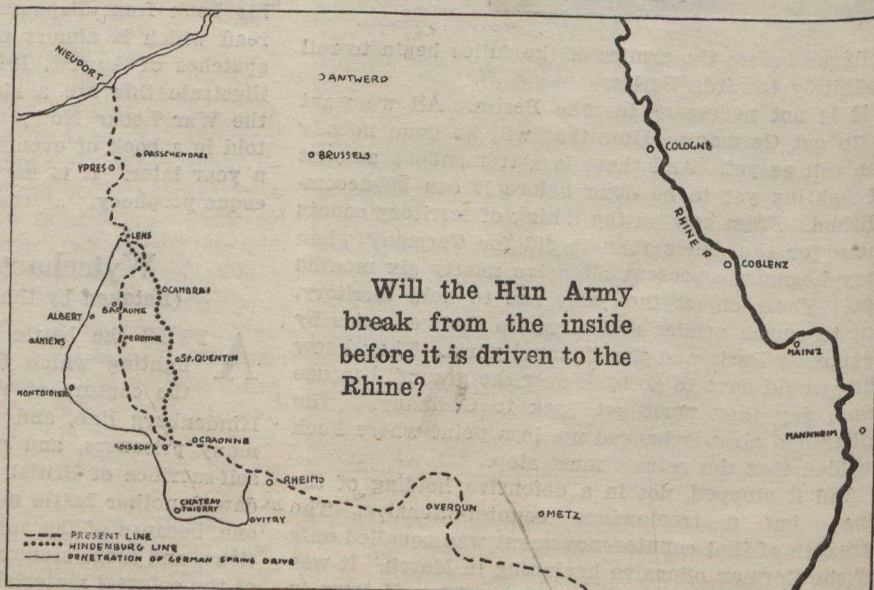 NIEUPORT
ANTWERP
PASSCHENDAEL
YPRES
BRUSSELS
COLOGNE
LENS
RHINE R
COBLENZ
CAMBRAI
ALBERT
BAPAUME
AMIENS
PERONNE
ST. QUENTIN
MAINZ
MONTDIDIER
MANNHEIM
SOISSONS
CRAONNE
RHEIMS
CHÂTEAU
THIERRY
VITRY
VERDUN
METZ
Will the Hun Army
break from the inside
before it is driven to the
Rhine?
PRESENT LINE
HINDENBURG LINE
PENETRATION OF GERMAN SPRING DRIVE